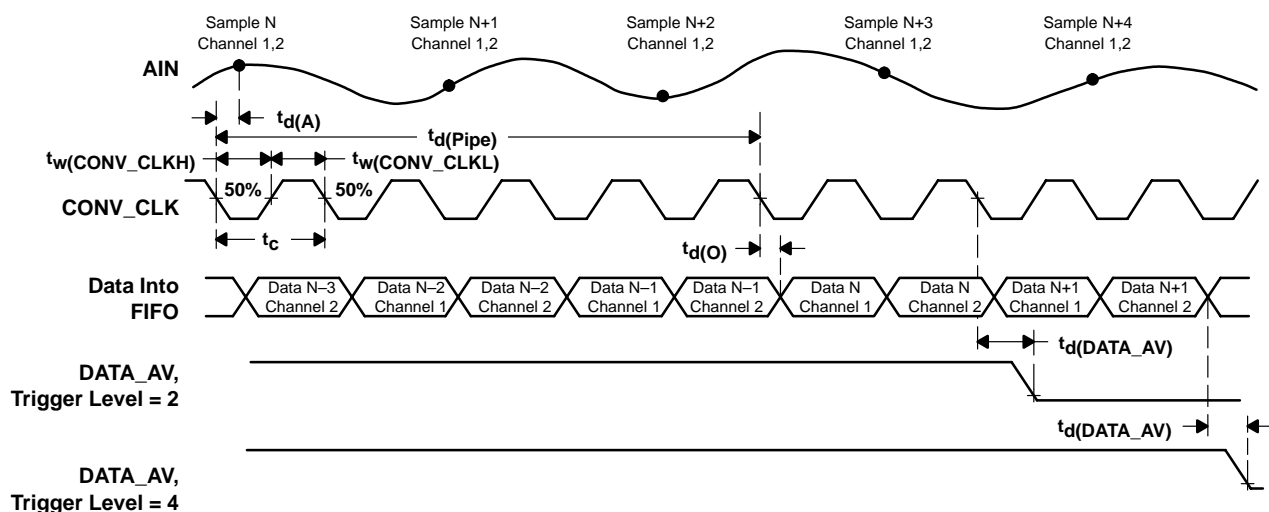 Sample N
Channel 1,2
Sample N+1
Channel 1,2
Sample N+2
Channel 1,2
Sample N+3
Channel 1,2
Sample N+4
Channel 1,2
AIN
td(A)
td(Pipe)
tw(CONV_CLKH)
tw(CONV_CLKL)
50%
50%
CONV_CLK
tc
td(O)
Data Into
FIFO
Data N–3
Channel 2
Data N–2
Channel 1
Data N–2
Channel 2
Data N–1
Channel 1
Data N–1
Channel 2
Data N
Channel 1
Data N
Channel 2
Data N+1
Channel 1
Data N+1
Channel 2
td(DATA_AV)
DATA_AV,
Trigger Level = 2
td(DATA_AV)
DATA_AV,
Trigger Level = 4